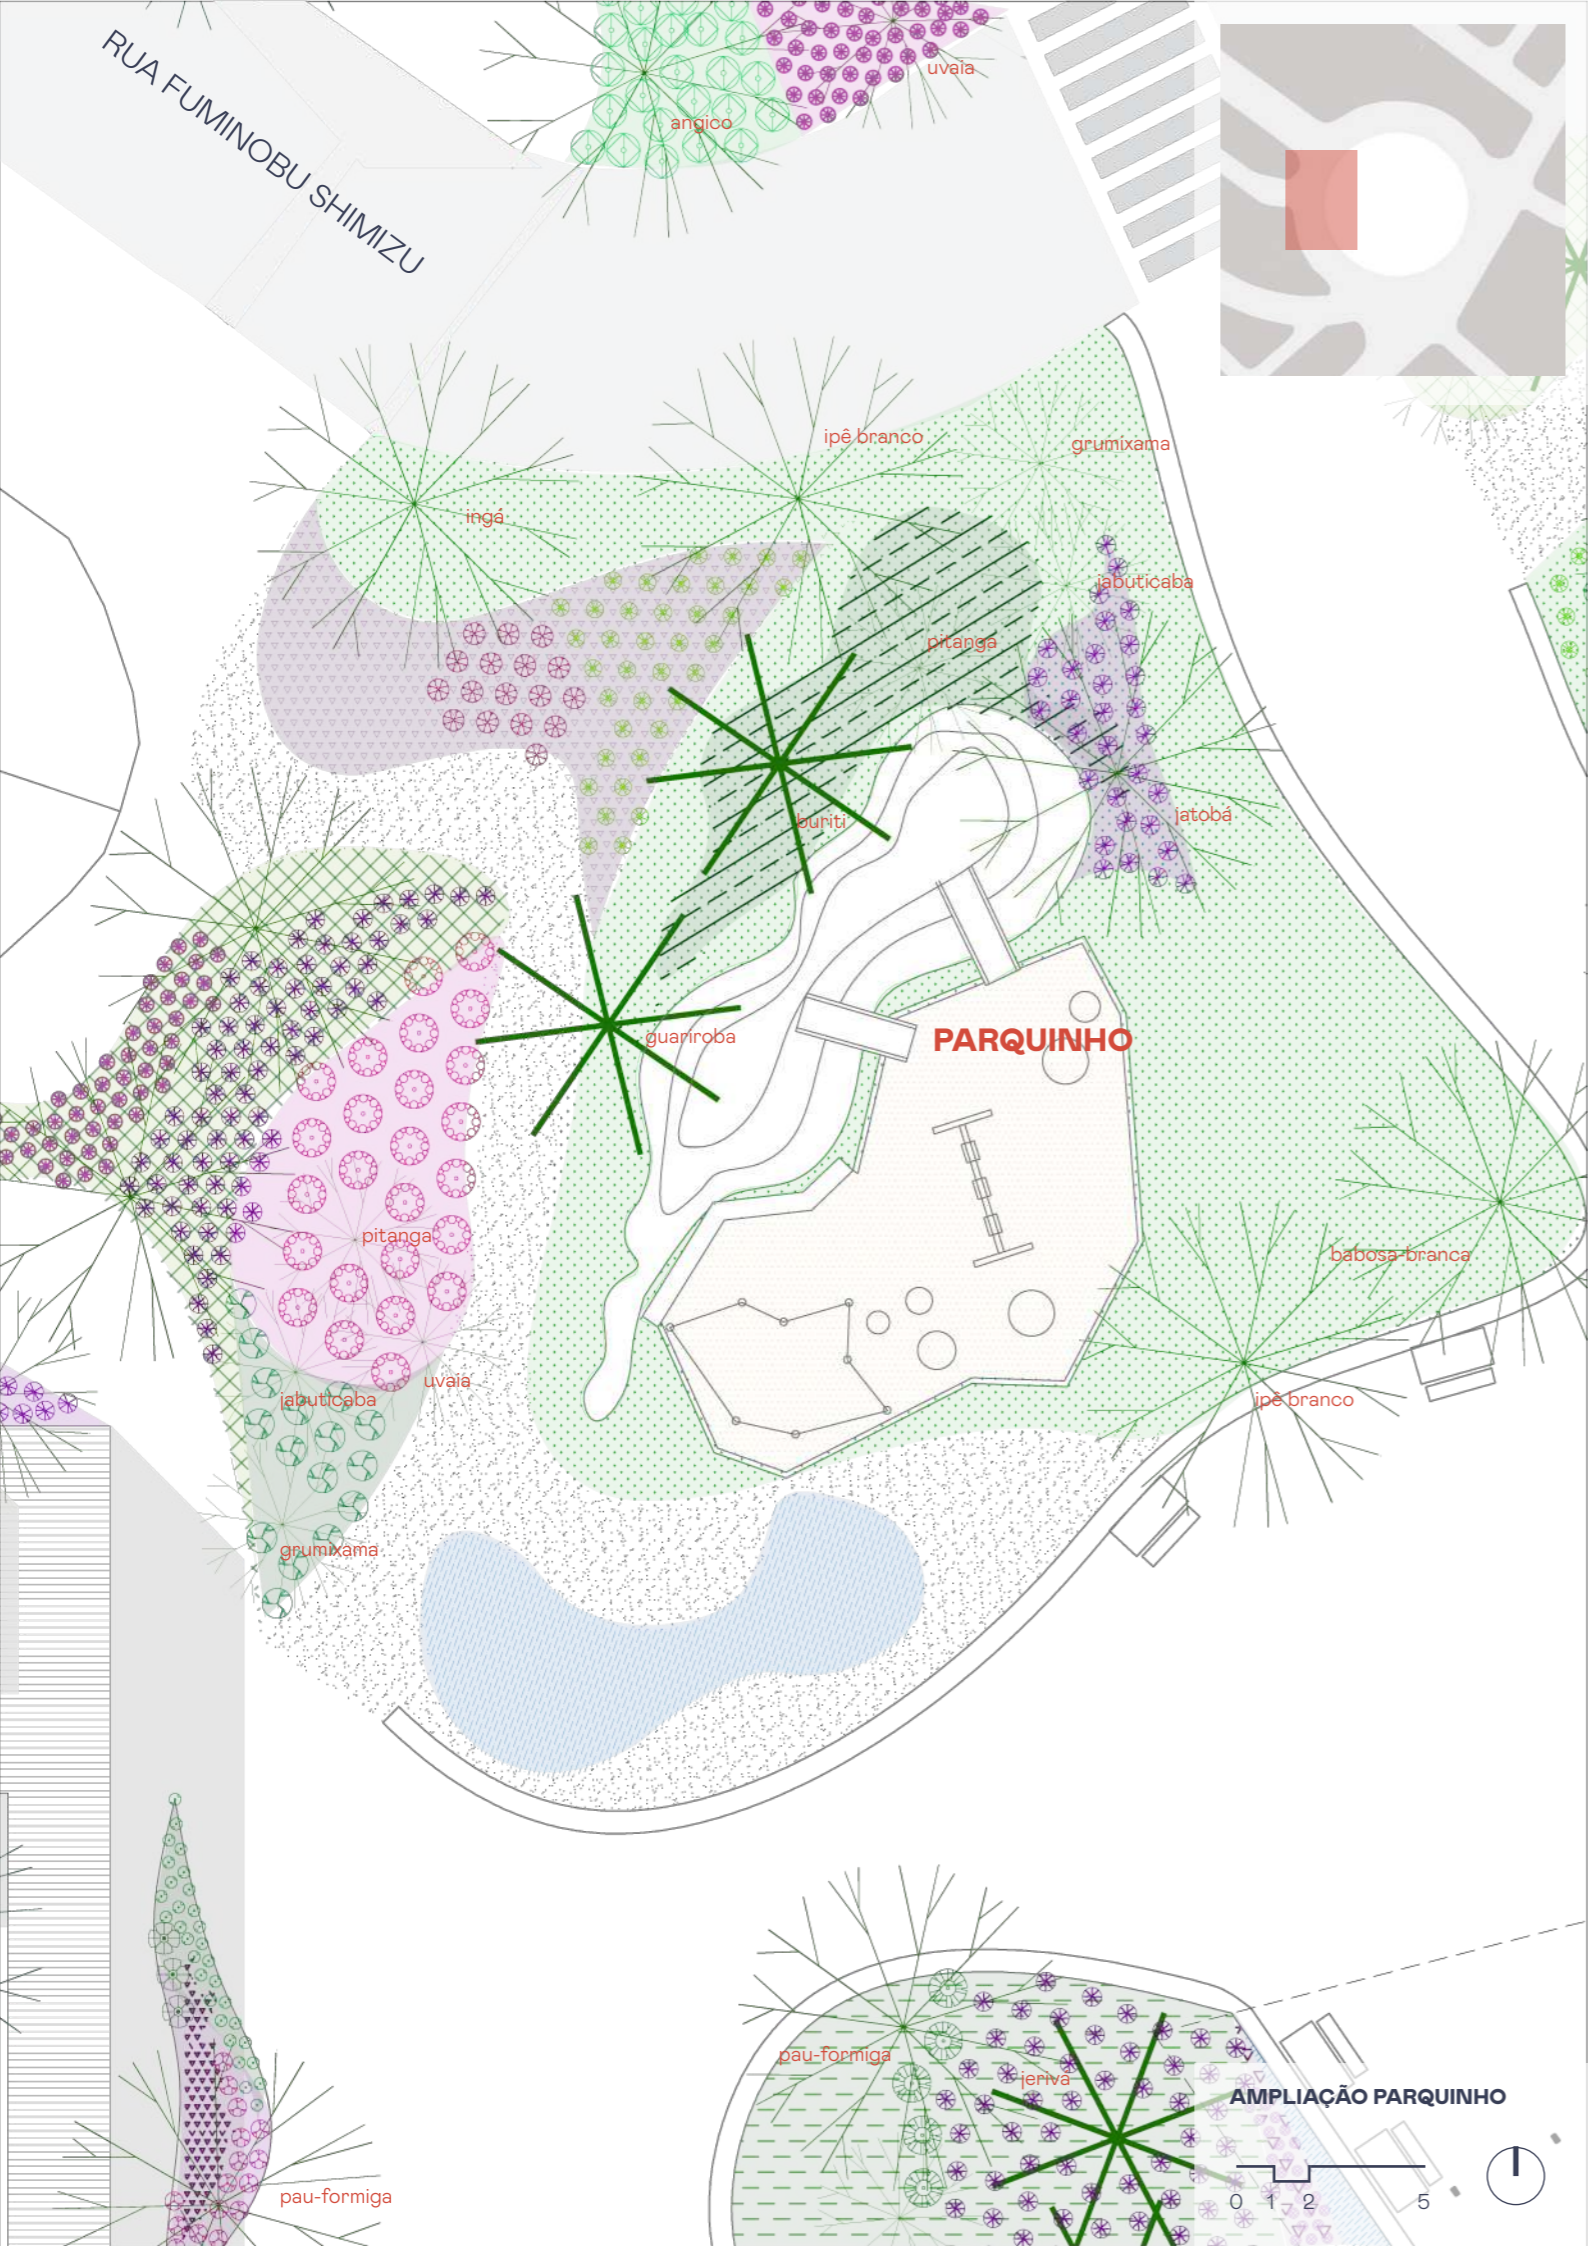 RUA FUMINOBU SHIMIZU
uvaia
angico
ipê branco
grumixama
ingá
jabuticaba
pitanga
jatobá
buriti
guariroba
PARQUINHO
pitanga
babosa-branca
uvaia
jabuticaba
ipê branco
grumixama
pau-formiga
jerivá
AMPLIAÇÃO PARQUINHO
pau-formiga
0 1 2 5